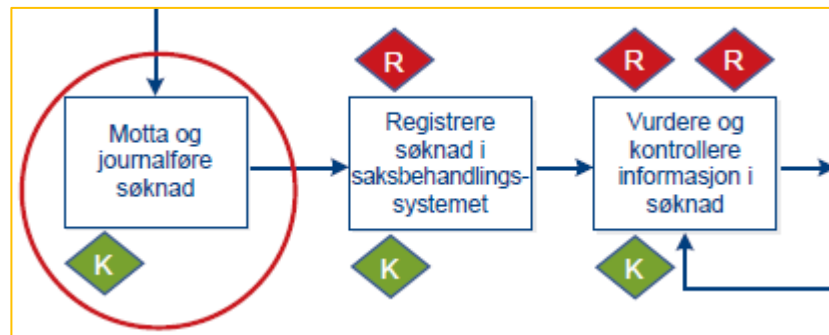 R
R
R
Motta og
journalføre
søknad
Registrere
søknad i
saksbehandlings-
systemet
Vurdere og
kontrollere
informasjon i
søknad
K
K
K